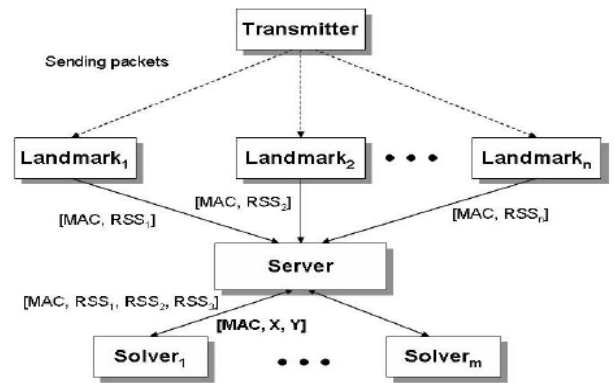 Transmitter
Sending packets
Landmark₁
Landmark₂
Landmarkₙ
[MAC, RSS₁]
[MAC, RSS₂]
[MAC, RSSₙ]
Server
[MAC, RSS₁, RSS₂, RSS₃]
[MAC, X, Y]
Solver₁
Solverₘ